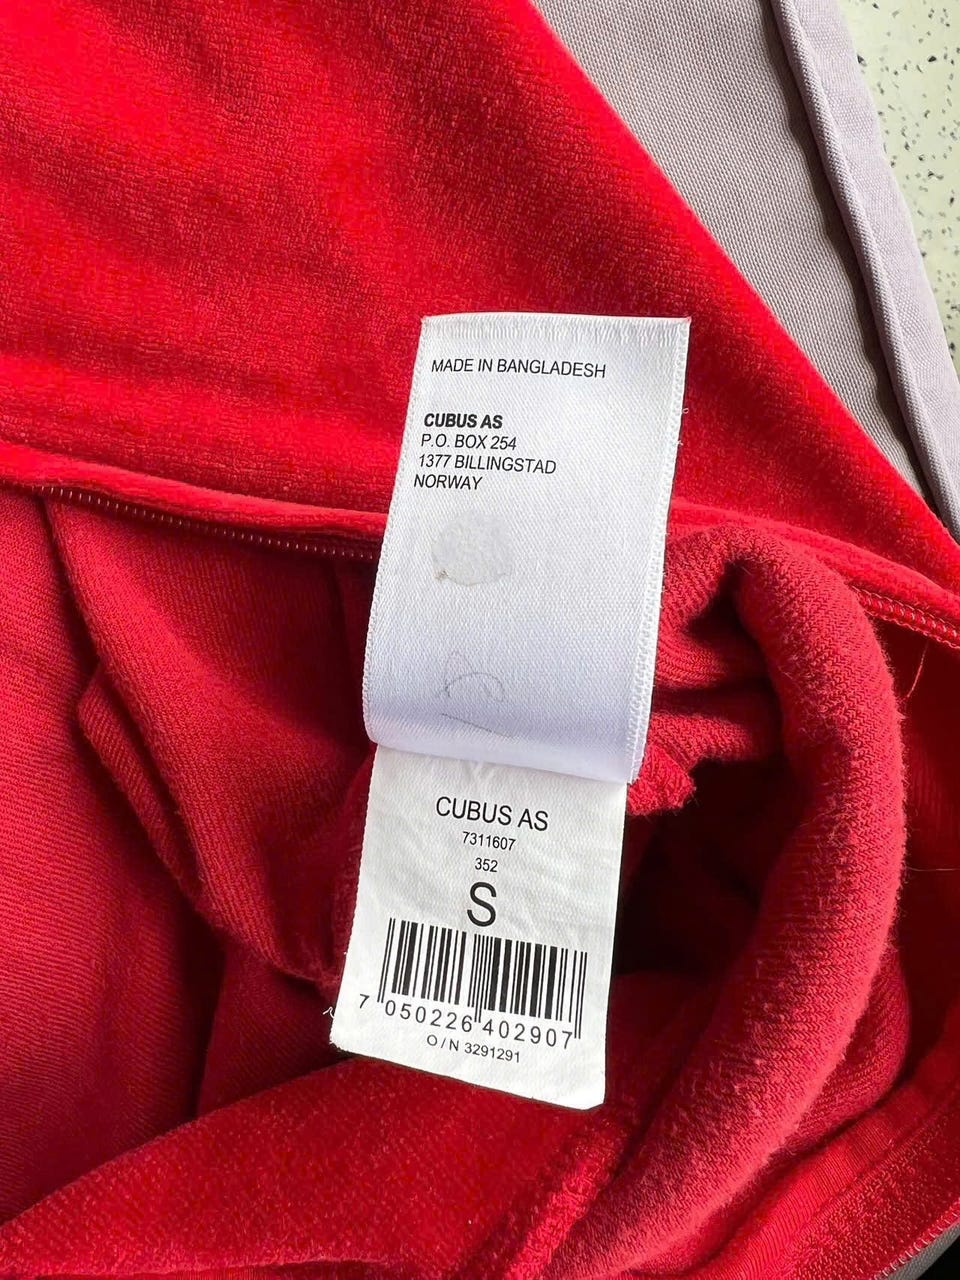 MADE IN BANGLADESH
CUBUS AS
P.O. BOX 254
1377 BILLINGSTAD
NORWAY
CUBUS AS
7311607
352
S
7 050226 402907
O/N 3291291